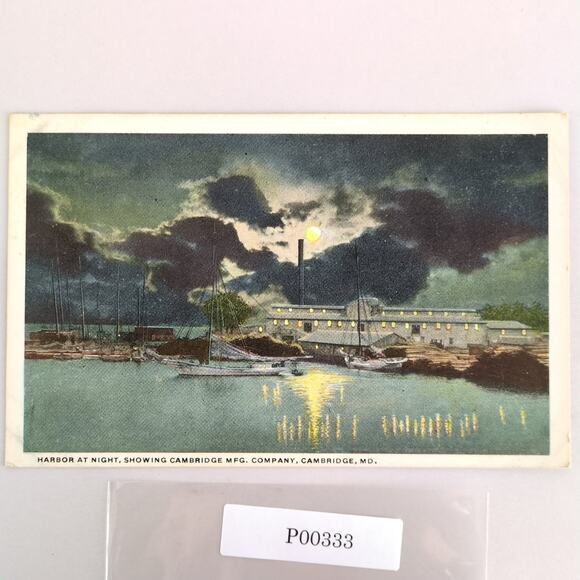 HARBOR AT NIGHT, SHOWING CAMBRIDGE MFG. COMPANY, CAMBRIDGE, MD.
P00333